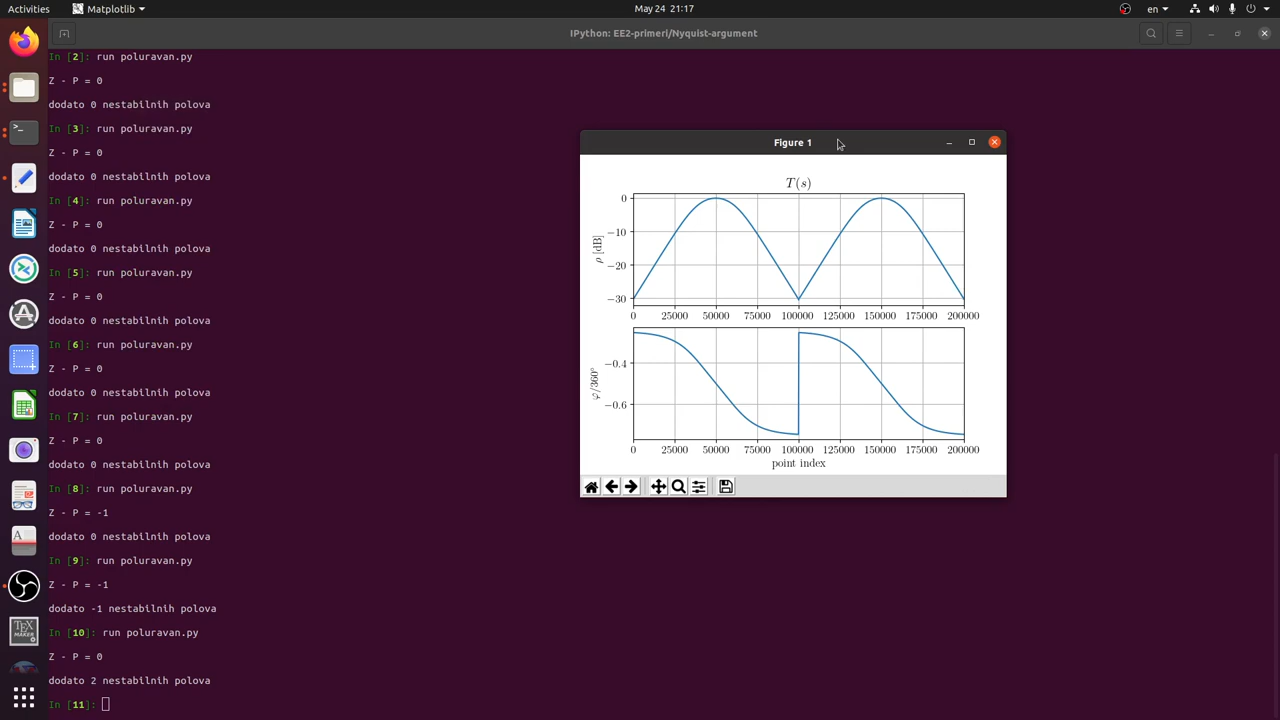 Activities
Matplotlib
May 24 21:17
en
IPython: EE2-primeri/Nyquist-argument
In [2]: run poluravan.py
Z - P = 0
dodato 0 nestabilnih polova
In [3]: run poluravan.py
Z - P = 0
dodato 0 nestabilnih polova
In [4]: run poluravan.py
Z - P = 0
dodato 0 nestabilnih polova
In [5]: run poluravan.py
Z - P = 0
dodato 0 nestabilnih polova
In [6]: run poluravan.py
Z - P = 0
dodato 0 nestabilnih polova
In [7]: run poluravan.py
Z - P = 0
dodato 0 nestabilnih polova
In [8]: run poluravan.py
Z - P = -1
dodato 0 nestabilnih polova
In [9]: run poluravan.py
Z - P = -1
dodato -1 nestabilnih polova
In [10]: run poluravan.py
Z - P = 0
dodato 2 nestabilnih polova
In [11]:
Figure 1
T(s)
ρ [dB]
0
−10
−20
−30
0 25000 50000 75000 100000 125000 150000 175000 200000
φ/360°
−0.4
−0.6
0 25000 50000 75000 100000 125000 150000 175000 200000
point index
TEX
MAKER